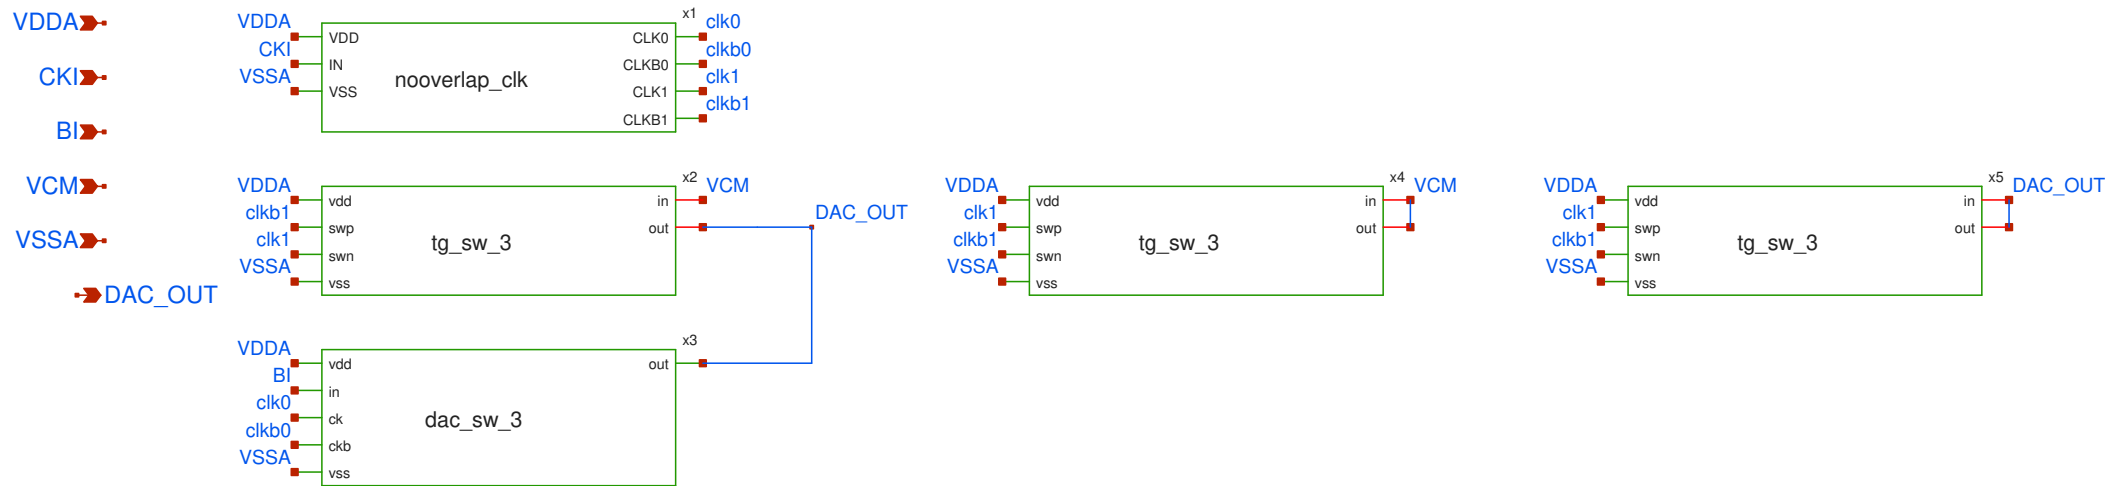 VDDA
CKI
BI
VCM
VSSA
DAC_OUT
x1
VDDA
CKI
VSSA
VDD
IN
VSS
nooverlap_clk
CLK0
CLKB0
CLK1
CLKB1
clk0
clkb0
clk1
clkb1
x2
VDDA
clkb1
clk1
VSSA
vdd
swp
swn
vss
tg_sw_3
in
out
VCM
DAC_OUT
x4
VDDA
clk1
clkb1
VSSA
vdd
swp
swn
vss
tg_sw_3
in
out
VCM
x5
VDDA
clk1
clkb1
VSSA
vdd
swp
swn
vss
tg_sw_3
in
out
DAC_OUT
x3
VDDA
BI
clk0
clkb0
VSSA
vdd
in
ck
ckb
vss
dac_sw_3
out